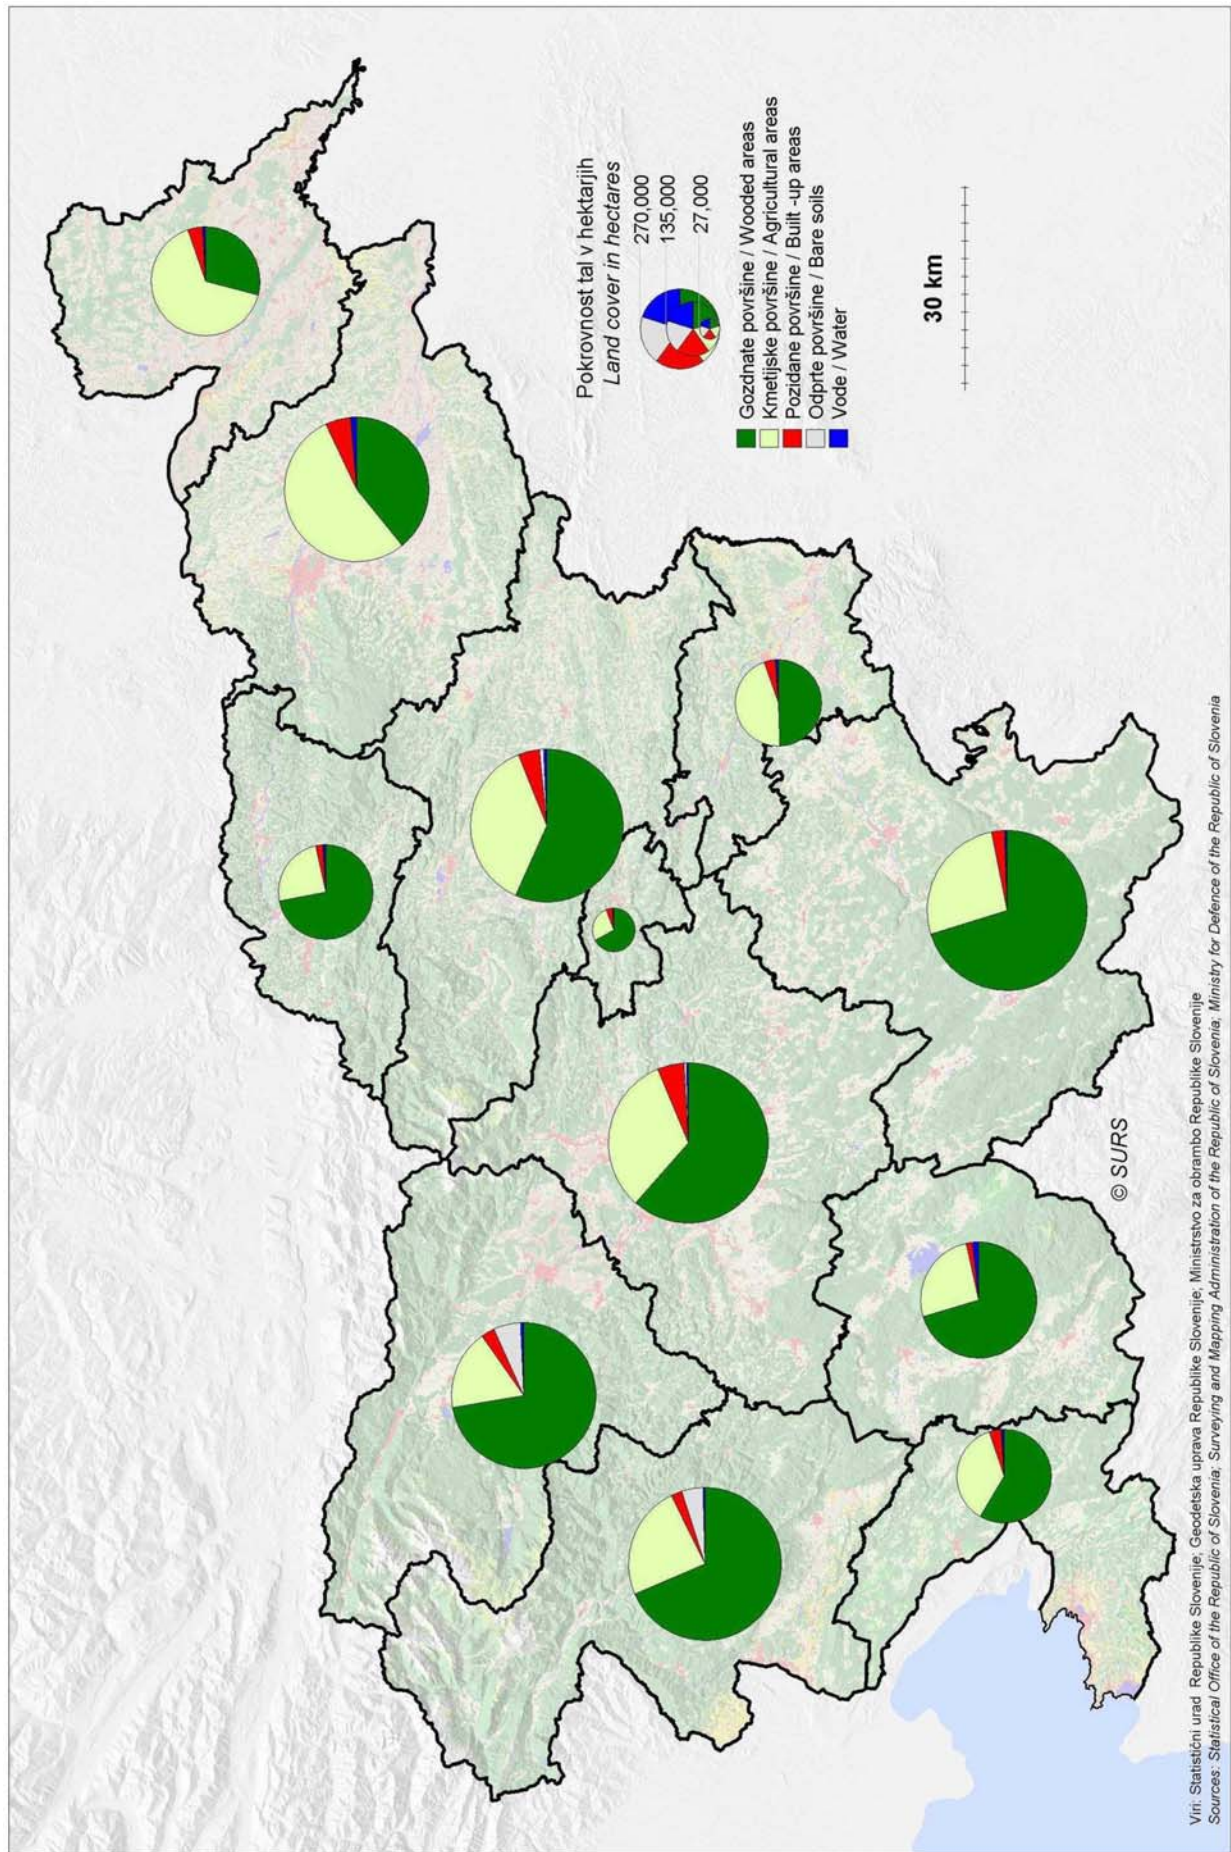 Pokrovnost tal v hektarjih
Land cover in hectares
270,000
135,000
27,000
Gozdnate površine / Wooded areas
Kmetijske površine / Agricultural areas
Pozidane površine / Built -up areas
Odprte površine / Bare soils
Vode / Water
30 km
© SURS
Viri: Statistični urad Republike Slovenije; Geodetska uprava Republike Slovenije; Ministrstvo za obrambo Republike Slovenije
Sources: Statistical Office of the Republic of Slovenia; Surveying and Mapping Administration of the Republic of Slovenia; Ministry for Defence of the Republic of Slovenia